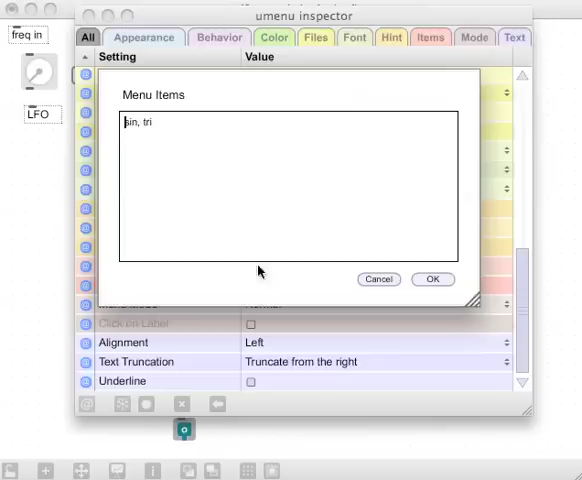 umenu inspector
freq in
All
Appearance
Behavior
Color
Files
Font
Hint
Items
Mode
Text
Setting
Value
Menu Items
sin, tri
LFO
Cancel
OK
Click on Label
Alignment
Left
Text Truncation
Truncate from the right
Underline